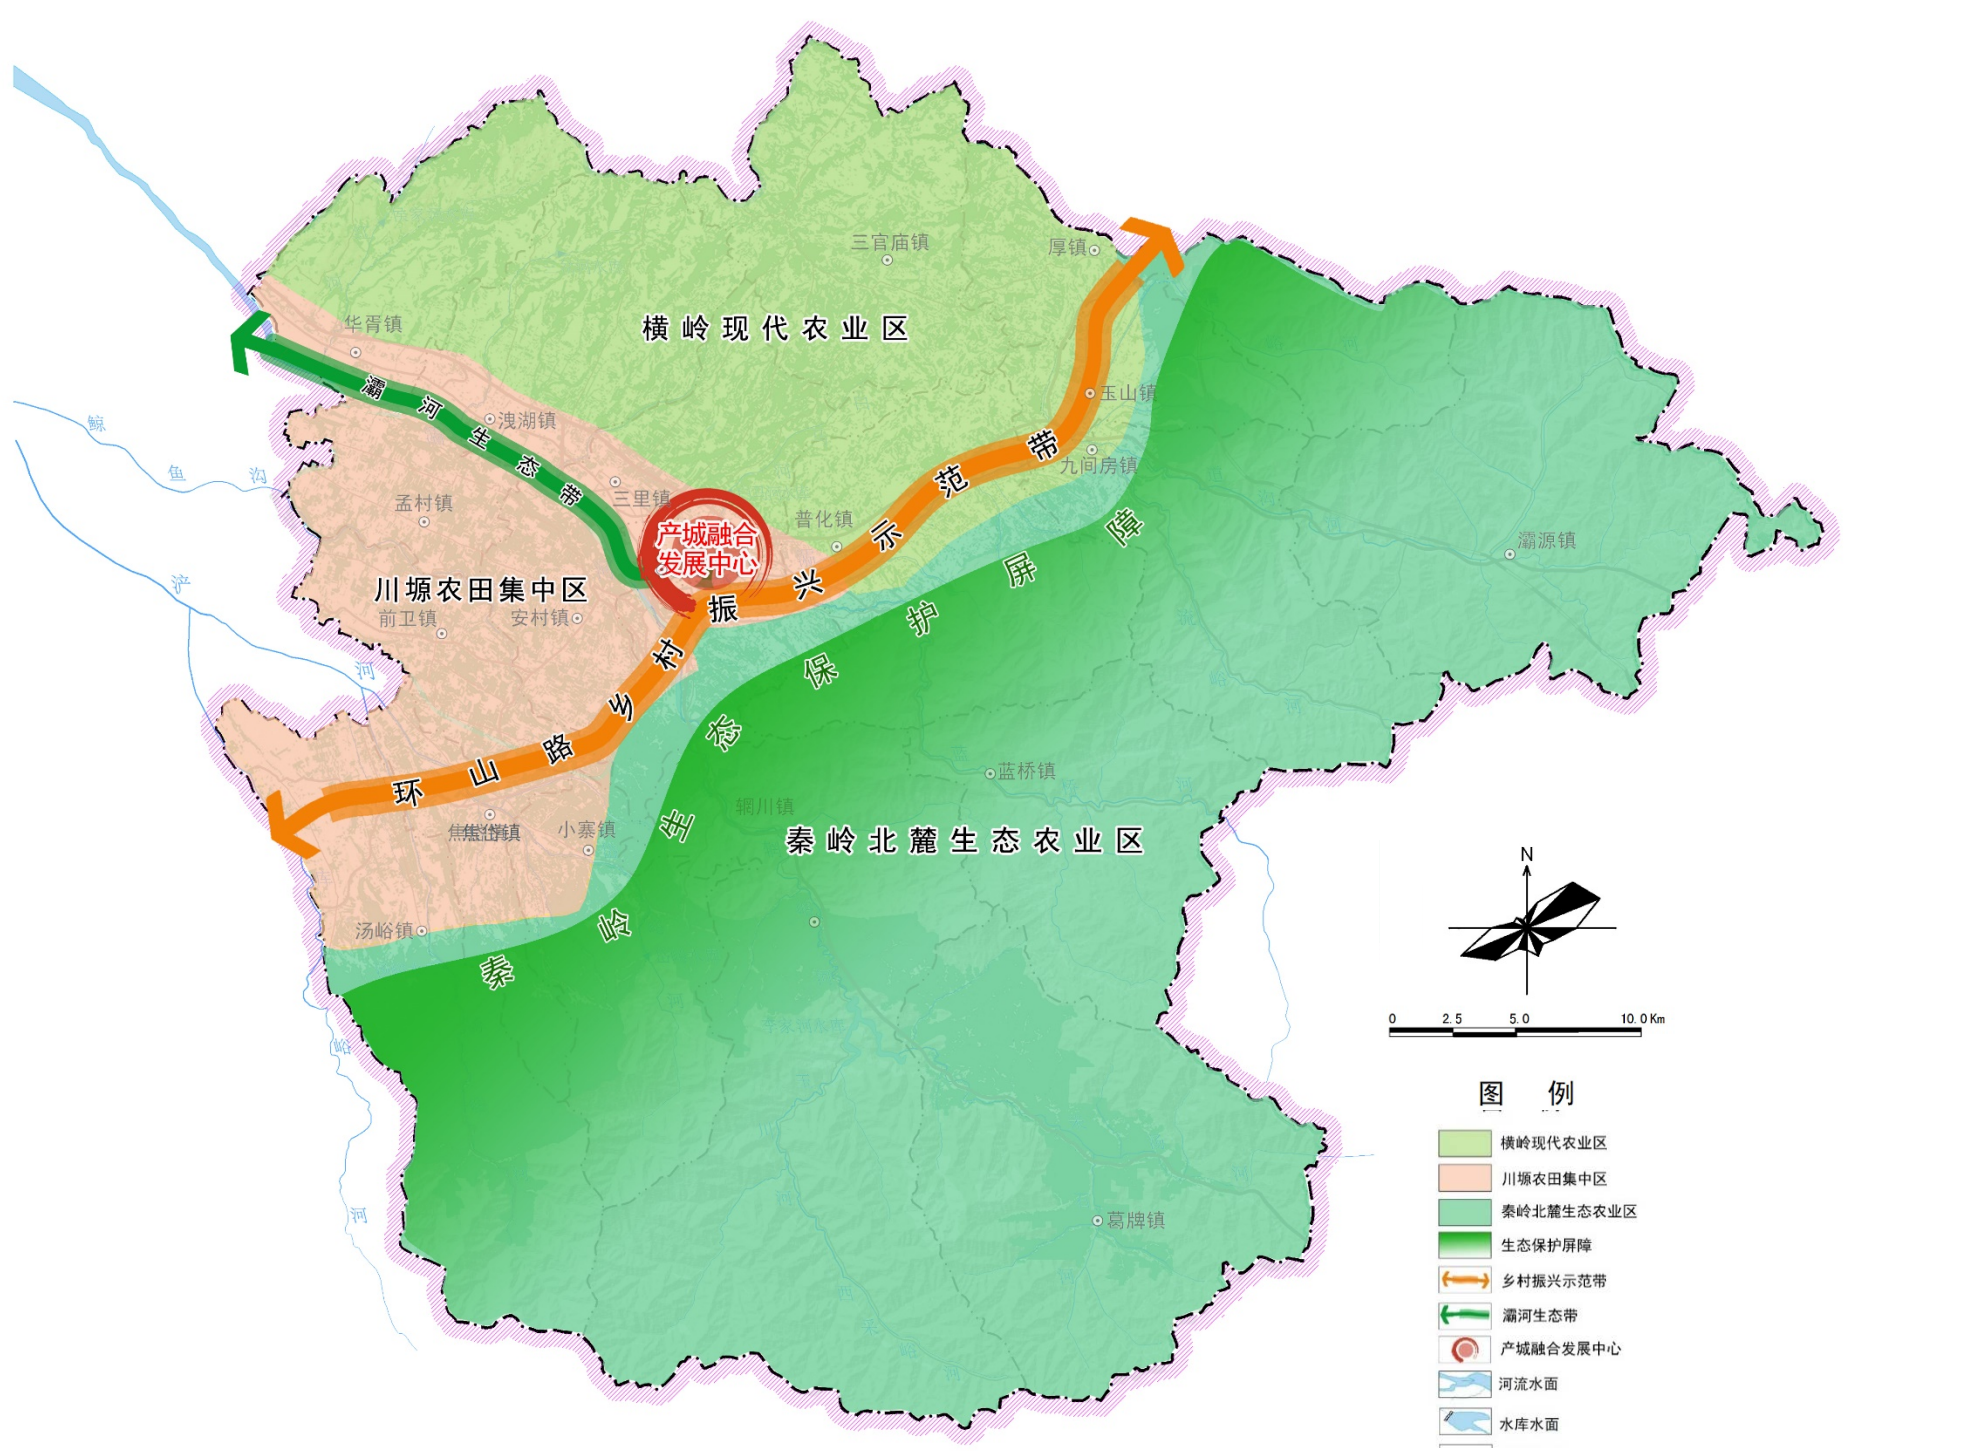 三官庙镇
厚镇
华胥镇
横岭现代农业区
灞河生态带
洩湖镇
玉山镇
鲸鱼沟
孟村镇
三里镇
九间房镇
普化镇
产城融合
发展中心
灞源镇
川塬农田集中区
前卫镇
安村镇
浐河
环山路乡村振兴示范带
秦岭生态保护屏障
蓝桥镇
辋川镇
焦岱镇
小寨镇
秦岭北麓生态农业区
汤峪镇
峪河
葛牌镇
N
0 2.5 5.0 10.0Km
图 例
横岭现代农业区
川塬农田集中区
秦岭北麓生态农业区
生态保护屏障
乡村振兴示范带
灞河生态带
产城融合发展中心
河流水面
水库水面